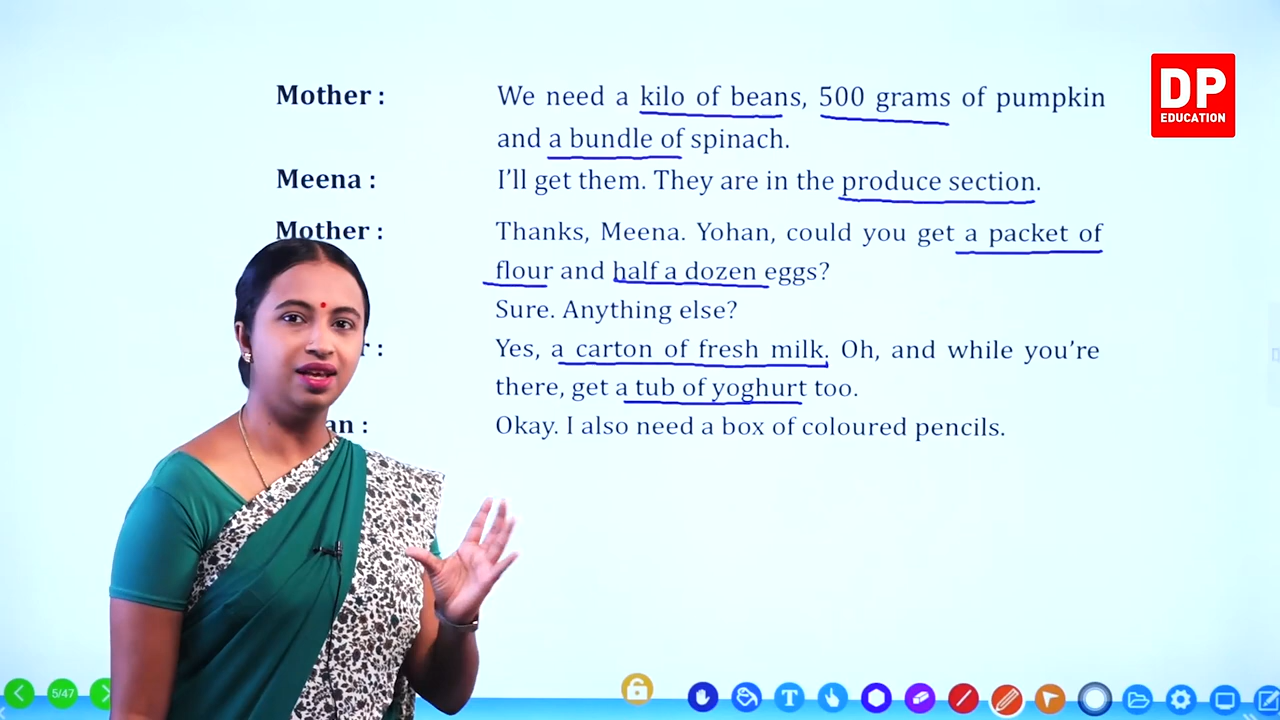 DP
EDUCATION
Mother : We need a kilo of beans, 500 grams of pumpkin
and a bundle of spinach.
Meena : I'll get them. They are in the produce section.
Mother : Thanks, Meena. Yohan, could you get a packet of
flour and half a dozen eggs?
Sure. Anything else?
r : Yes, a carton of fresh milk. Oh, and while you're
there, get a tub of yoghurt too.
an : Okay. I also need a box of coloured pencils.
5/47
T